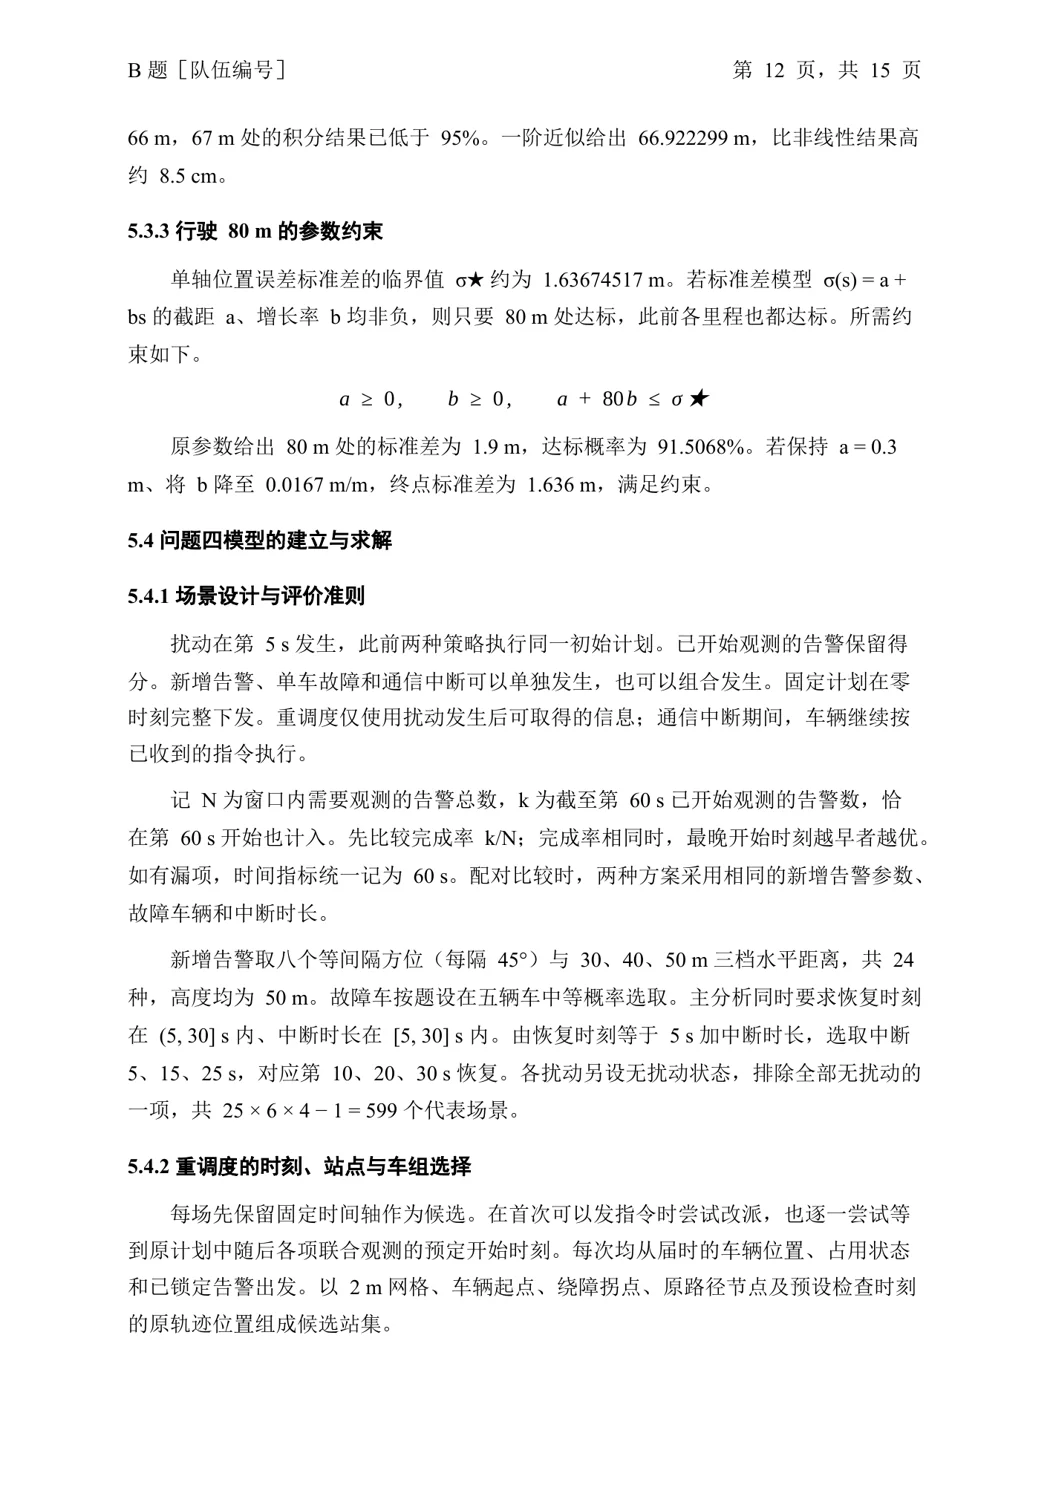 B 题［队伍编号］ 第 12 页，共 15 页
66 m，67 m 处的积分结果已低于 95%。一阶近似给出 66.922299 m，比非线性结果高
约 8.5 cm。
5.3.3 行驶 80 m 的参数约束
单轴位置误差标准差的临界值 σ★ 约为 1.63674517 m。若标准差模型 σ(s) = a +
bs 的截距 a、增长率 b 均非负，则只要 80 m 处达标，此前各里程也都达标。所需约
束如下。
a ≥ 0, b ≥ 0, a + 80b ≤ σ★
原参数给出 80 m 处的标准差为 1.9 m，达标概率为 91.5068%。若保持 a = 0.3
m、将 b 降至 0.0167 m/m，终点标准差为 1.636 m，满足约束。
5.4 问题四模型的建立与求解
5.4.1 场景设计与评价准则
扰动在第 5 s 发生，此前两种策略执行同一初始计划。已开始观测的告警保留得
分。新增告警、单车故障和通信中断可以单独发生，也可以组合发生。固定计划在零
时刻完整下发。重调度仅使用扰动发生后可取得的信息；通信中断期间，车辆继续按
已收到的指令执行。
记 N 为窗口内需要观测的告警总数，k 为截至第 60 s 已开始观测的告警数，恰
在第 60 s 开始也计入。先比较完成率 k/N；完成率相同时，最晚开始时刻越早者越优。
如有漏项，时间指标统一记为 60 s。配对比较时，两种方案采用相同的新增告警参数、
故障车辆和中断时长。
新增告警取八个等间隔方位（每隔 45°）与 30、40、50 m 三档水平距离，共 24
种，高度均为 50 m。故障车按题设在五辆车中等概率选取。主分析同时要求恢复时刻
在 (5, 30] s 内、中断时长在 [5, 30] s 内。由恢复时刻等于 5 s 加中断时长，选取中断
5、15、25 s，对应第 10、20、30 s 恢复。各扰动另设无扰动状态，排除全部无扰动的
一项，共 25 × 6 × 4 − 1 = 599 个代表场景。
5.4.2 重调度的时刻、站点与车组选择
每场先保留固定时间轴作为候选。在首次可以发指令时尝试改派，也逐一尝试等
到原计划中随后各项联合观测的预定开始时刻。每次均从届时的车辆位置、占用状态
和已锁定告警出发。以 2 m 网格、车辆起点、绕障拐点、原路径节点及预设检查时刻
的原轨迹位置组成候选站集。